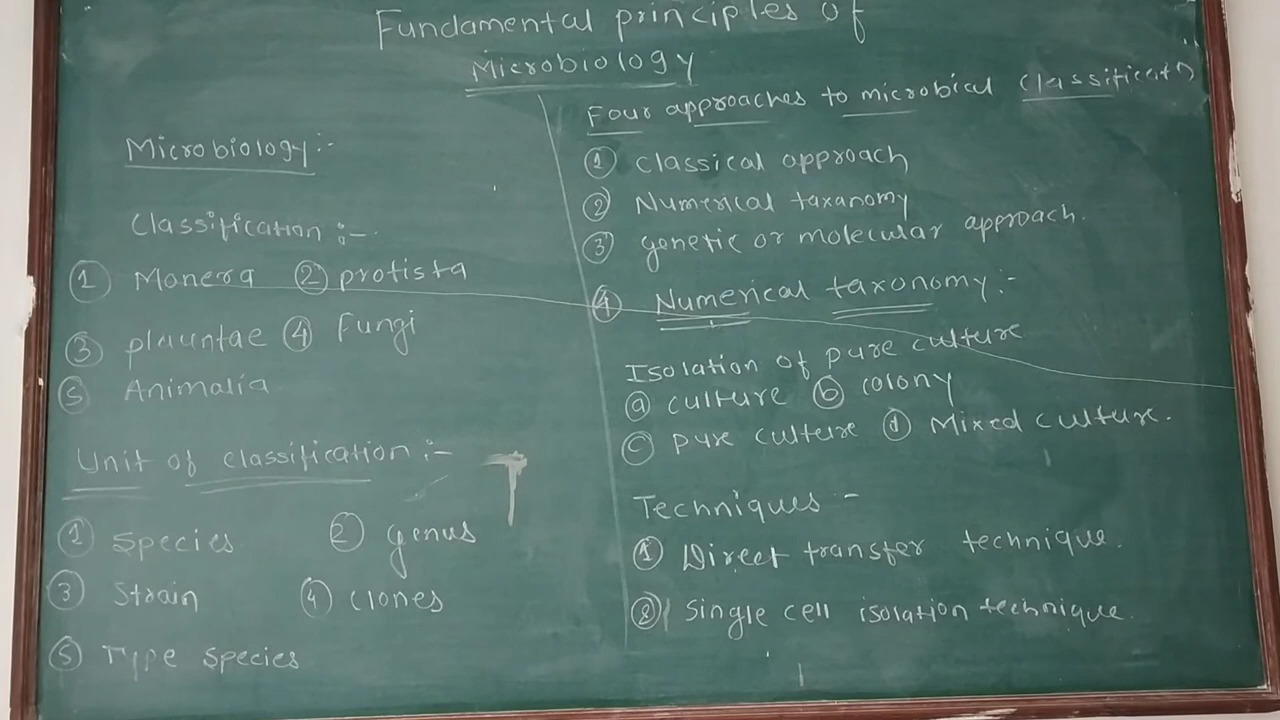 Fundamental principles of
Microbiology
Microbiology:-
Classification:-
① Monera ② protista
③ plauntae ④ Fungi
⑤ Animalia
Unit of classification:-
① Species ② genus
③ Strain ④ clones
⑤ Type species
Four approaches to microbical classificatn
① Classical approach
② Numerical taxanomy
③ genetic or molecular approach.
④ Numerical taxonomy:-
Isolation of pure culture
ⓐ culture ⓑ colony
ⓒ pure culture ⓓ Mixed culture.
Techniques -
① Direct transfer technique.
② Single cell isolation technique.